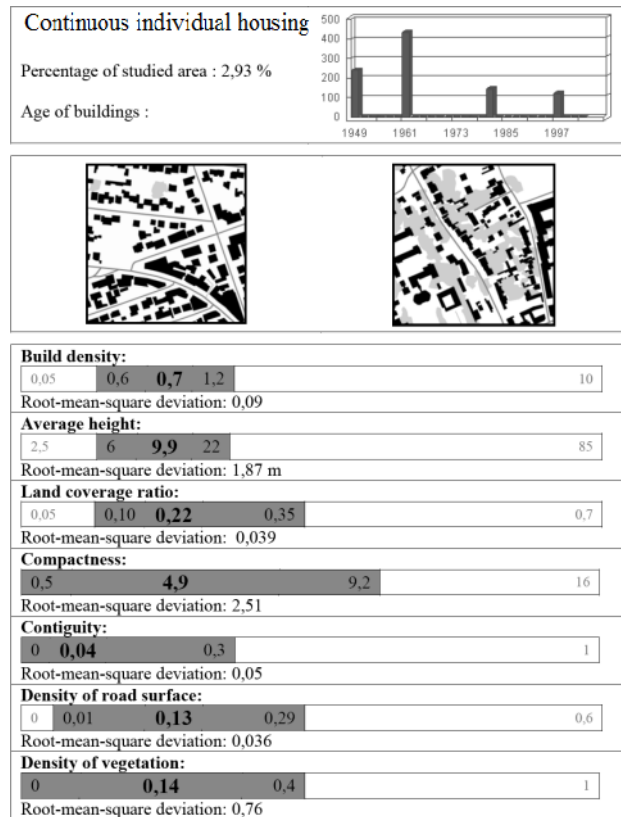 Continuous individual housing
Percentage of studied area : 2,93 %
Age of buildings :
500
400
300
200
100
0
1949 1961 1973 1985 1997
Build density:
0,05 0,6 0,7 1,2 10
Root-mean-square deviation: 0,09
Average height:
2,5 6 9,9 22 85
Root-mean-square deviation: 1,87 m
Land coverage ratio:
0,05 0,10 0,22 0,35 0,7
Root-mean-square deviation: 0,039
Compactness:
0,5 4,9 9,2 16
Root-mean-square deviation: 2,51
Contiguity:
0 0,04 0,3 1
Root-mean-square deviation: 0,05
Density of road surface:
0 0,01 0,13 0,29 0,6
Root-mean-square deviation: 0,036
Density of vegetation:
0 0,14 0,4 1
Root-mean-square deviation: 0,76